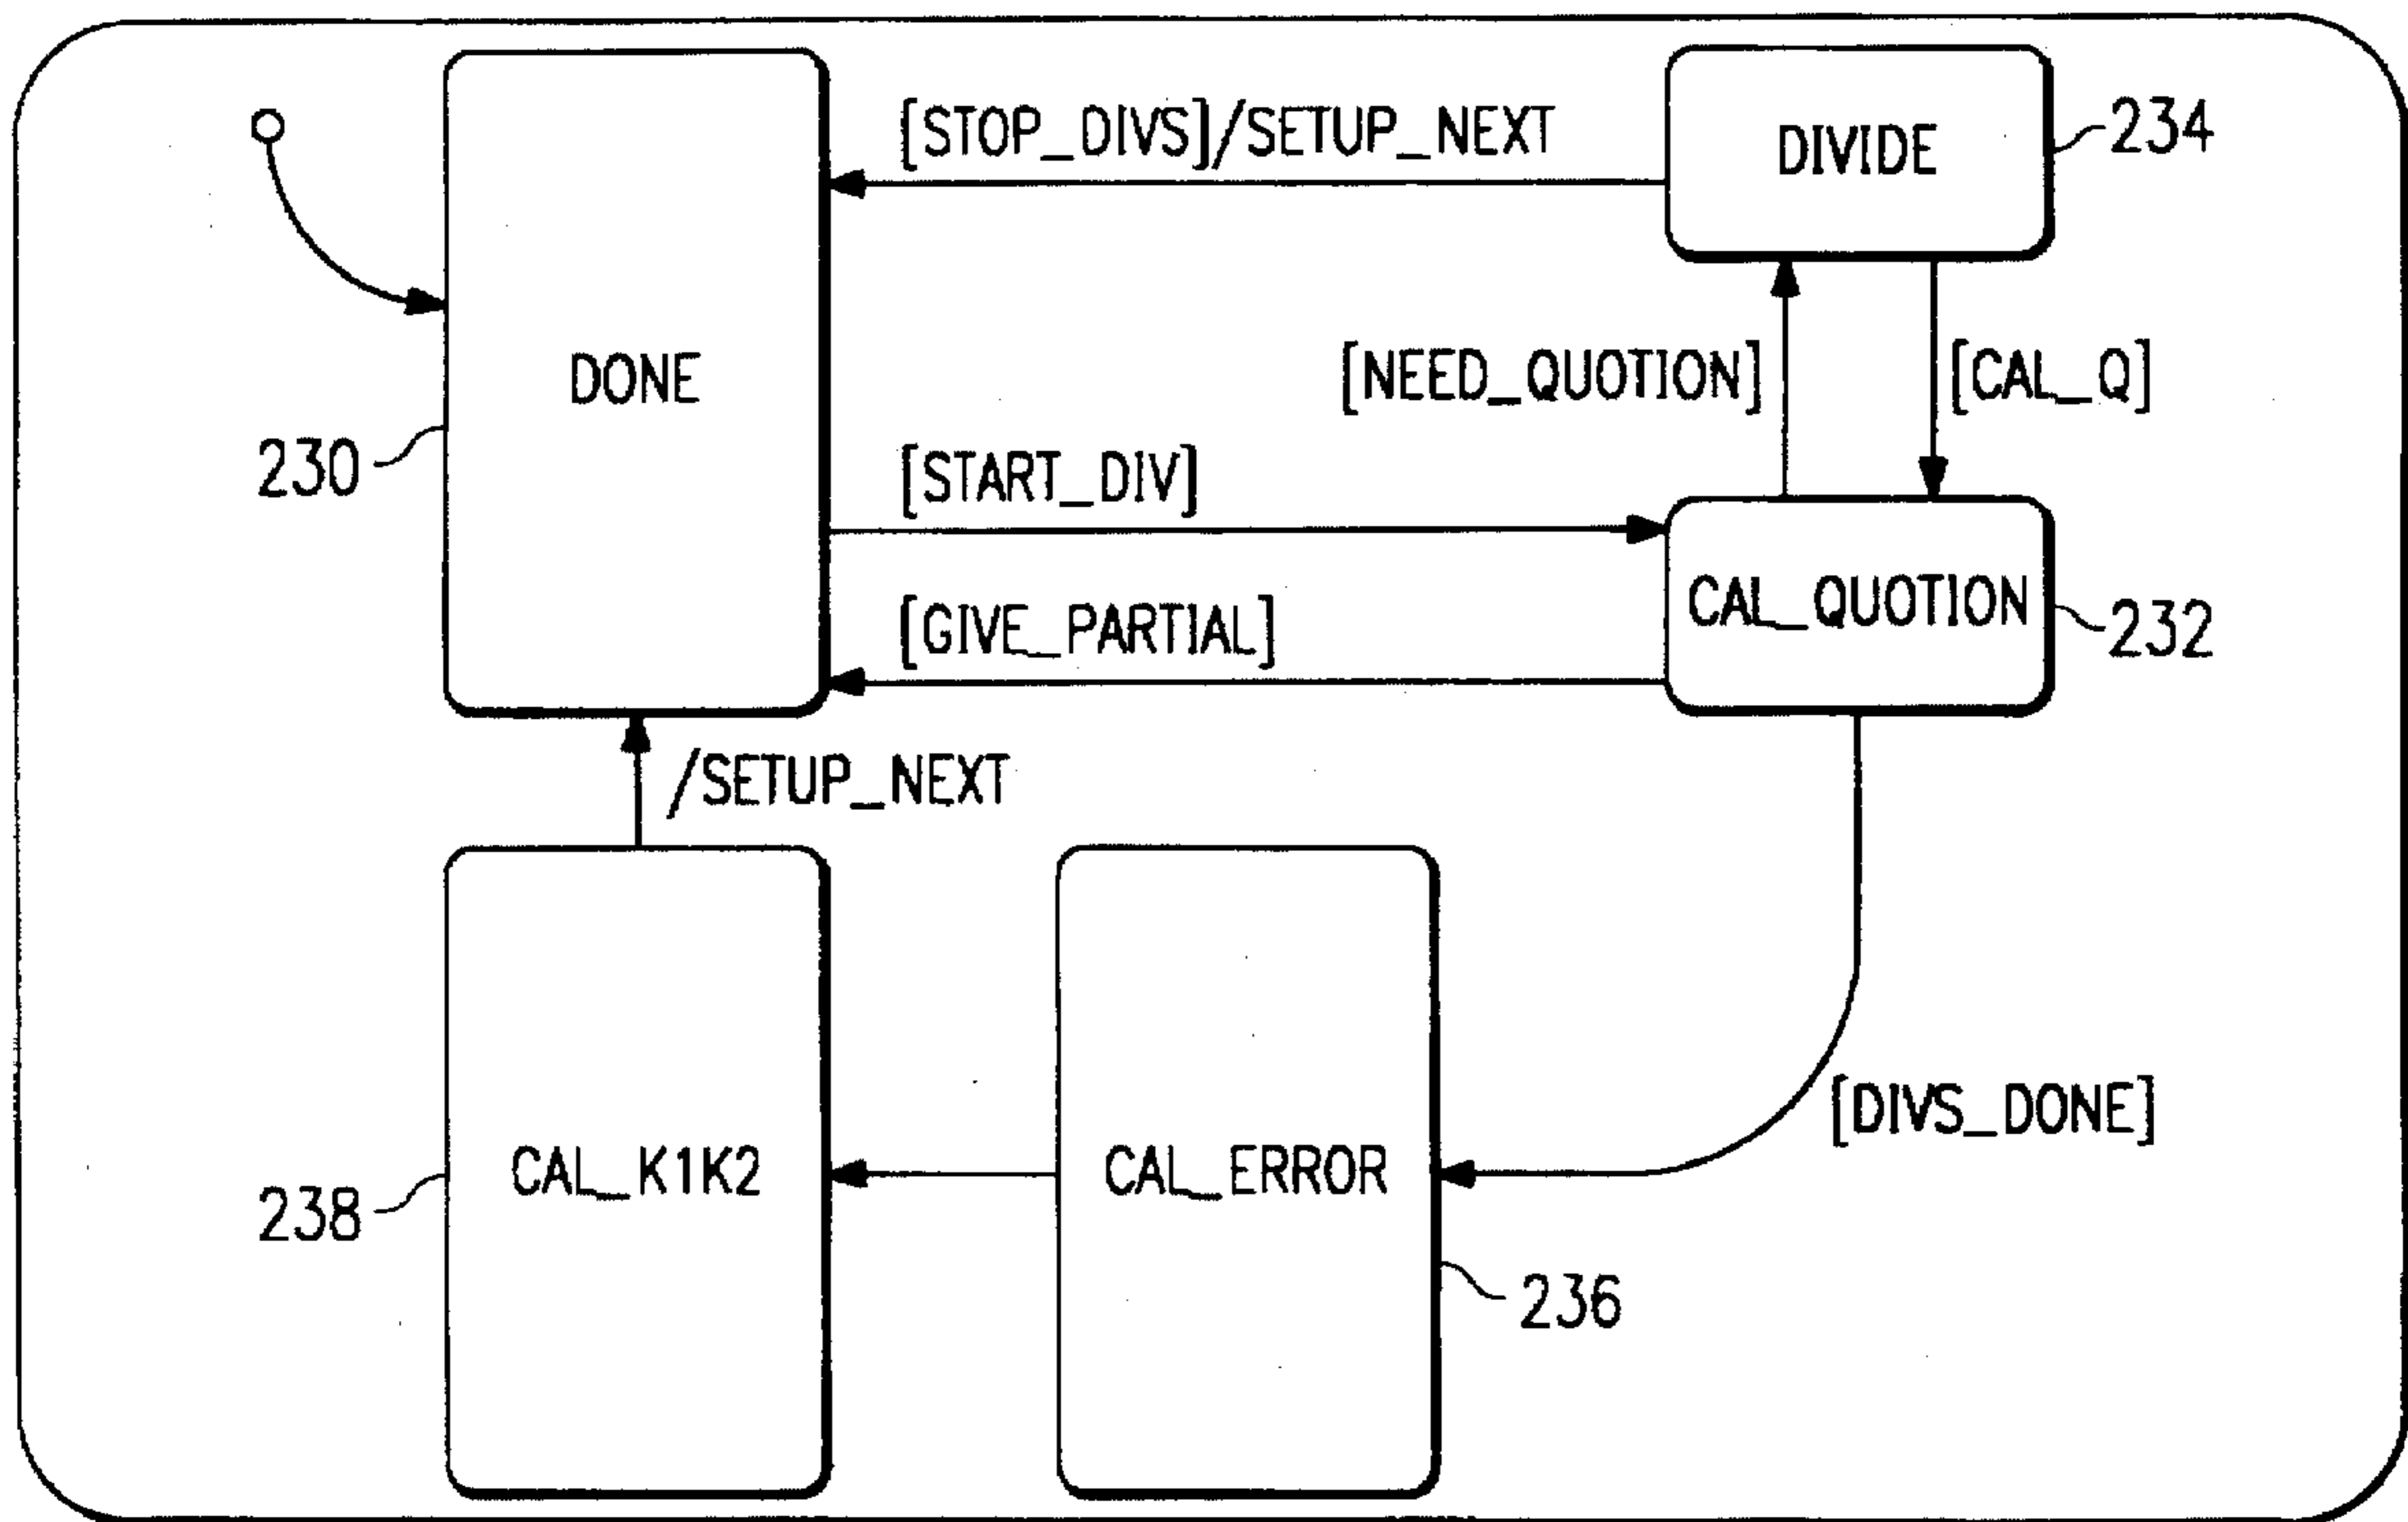 [STOP_DIVS]/SETUP_NEXT
DIVIDE
234
DONE
230
[NEED_QUOTION]
[CAL_Q]
[START_DIV]
CAL_QUOTION
232
[GIVE_PARTIAL]
/SETUP_NEXT
[DIVS_DONE]
CAL_K1K2
238
CAL_ERROR
236